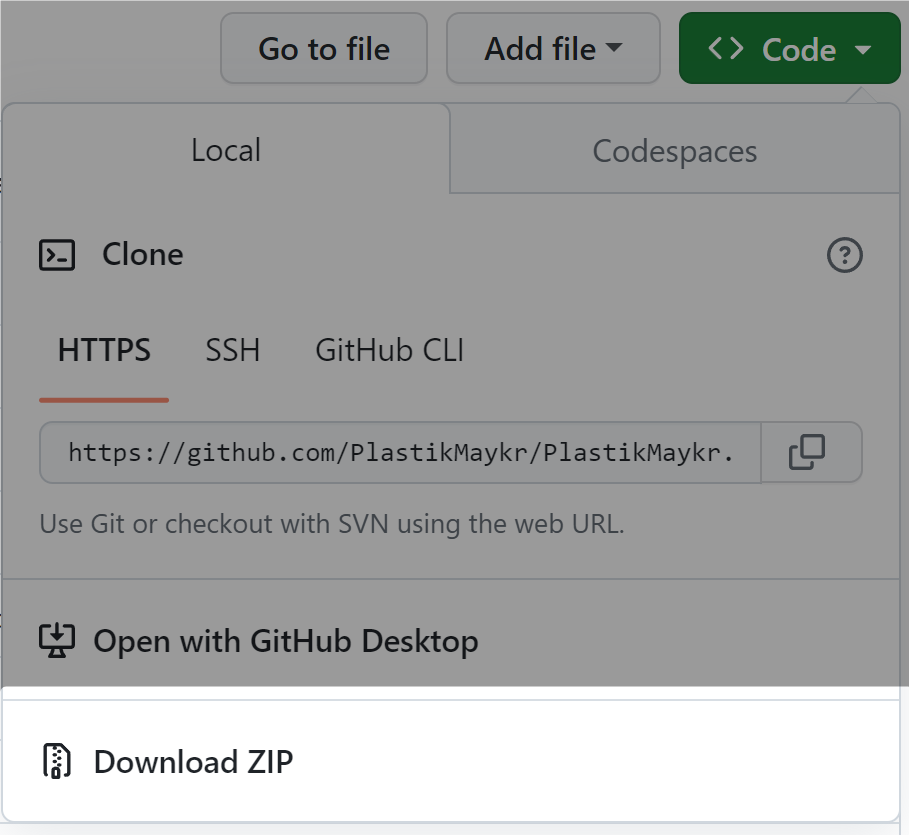 Go to file
Add file
Code
Local
Codespaces
Clone
HTTPS
SSH
GitHub CLI
https://github.com/PlastikMaykr/PlastikMaykr.
Use Git or checkout with SVN using the web URL.
Open with GitHub Desktop
Download ZIP